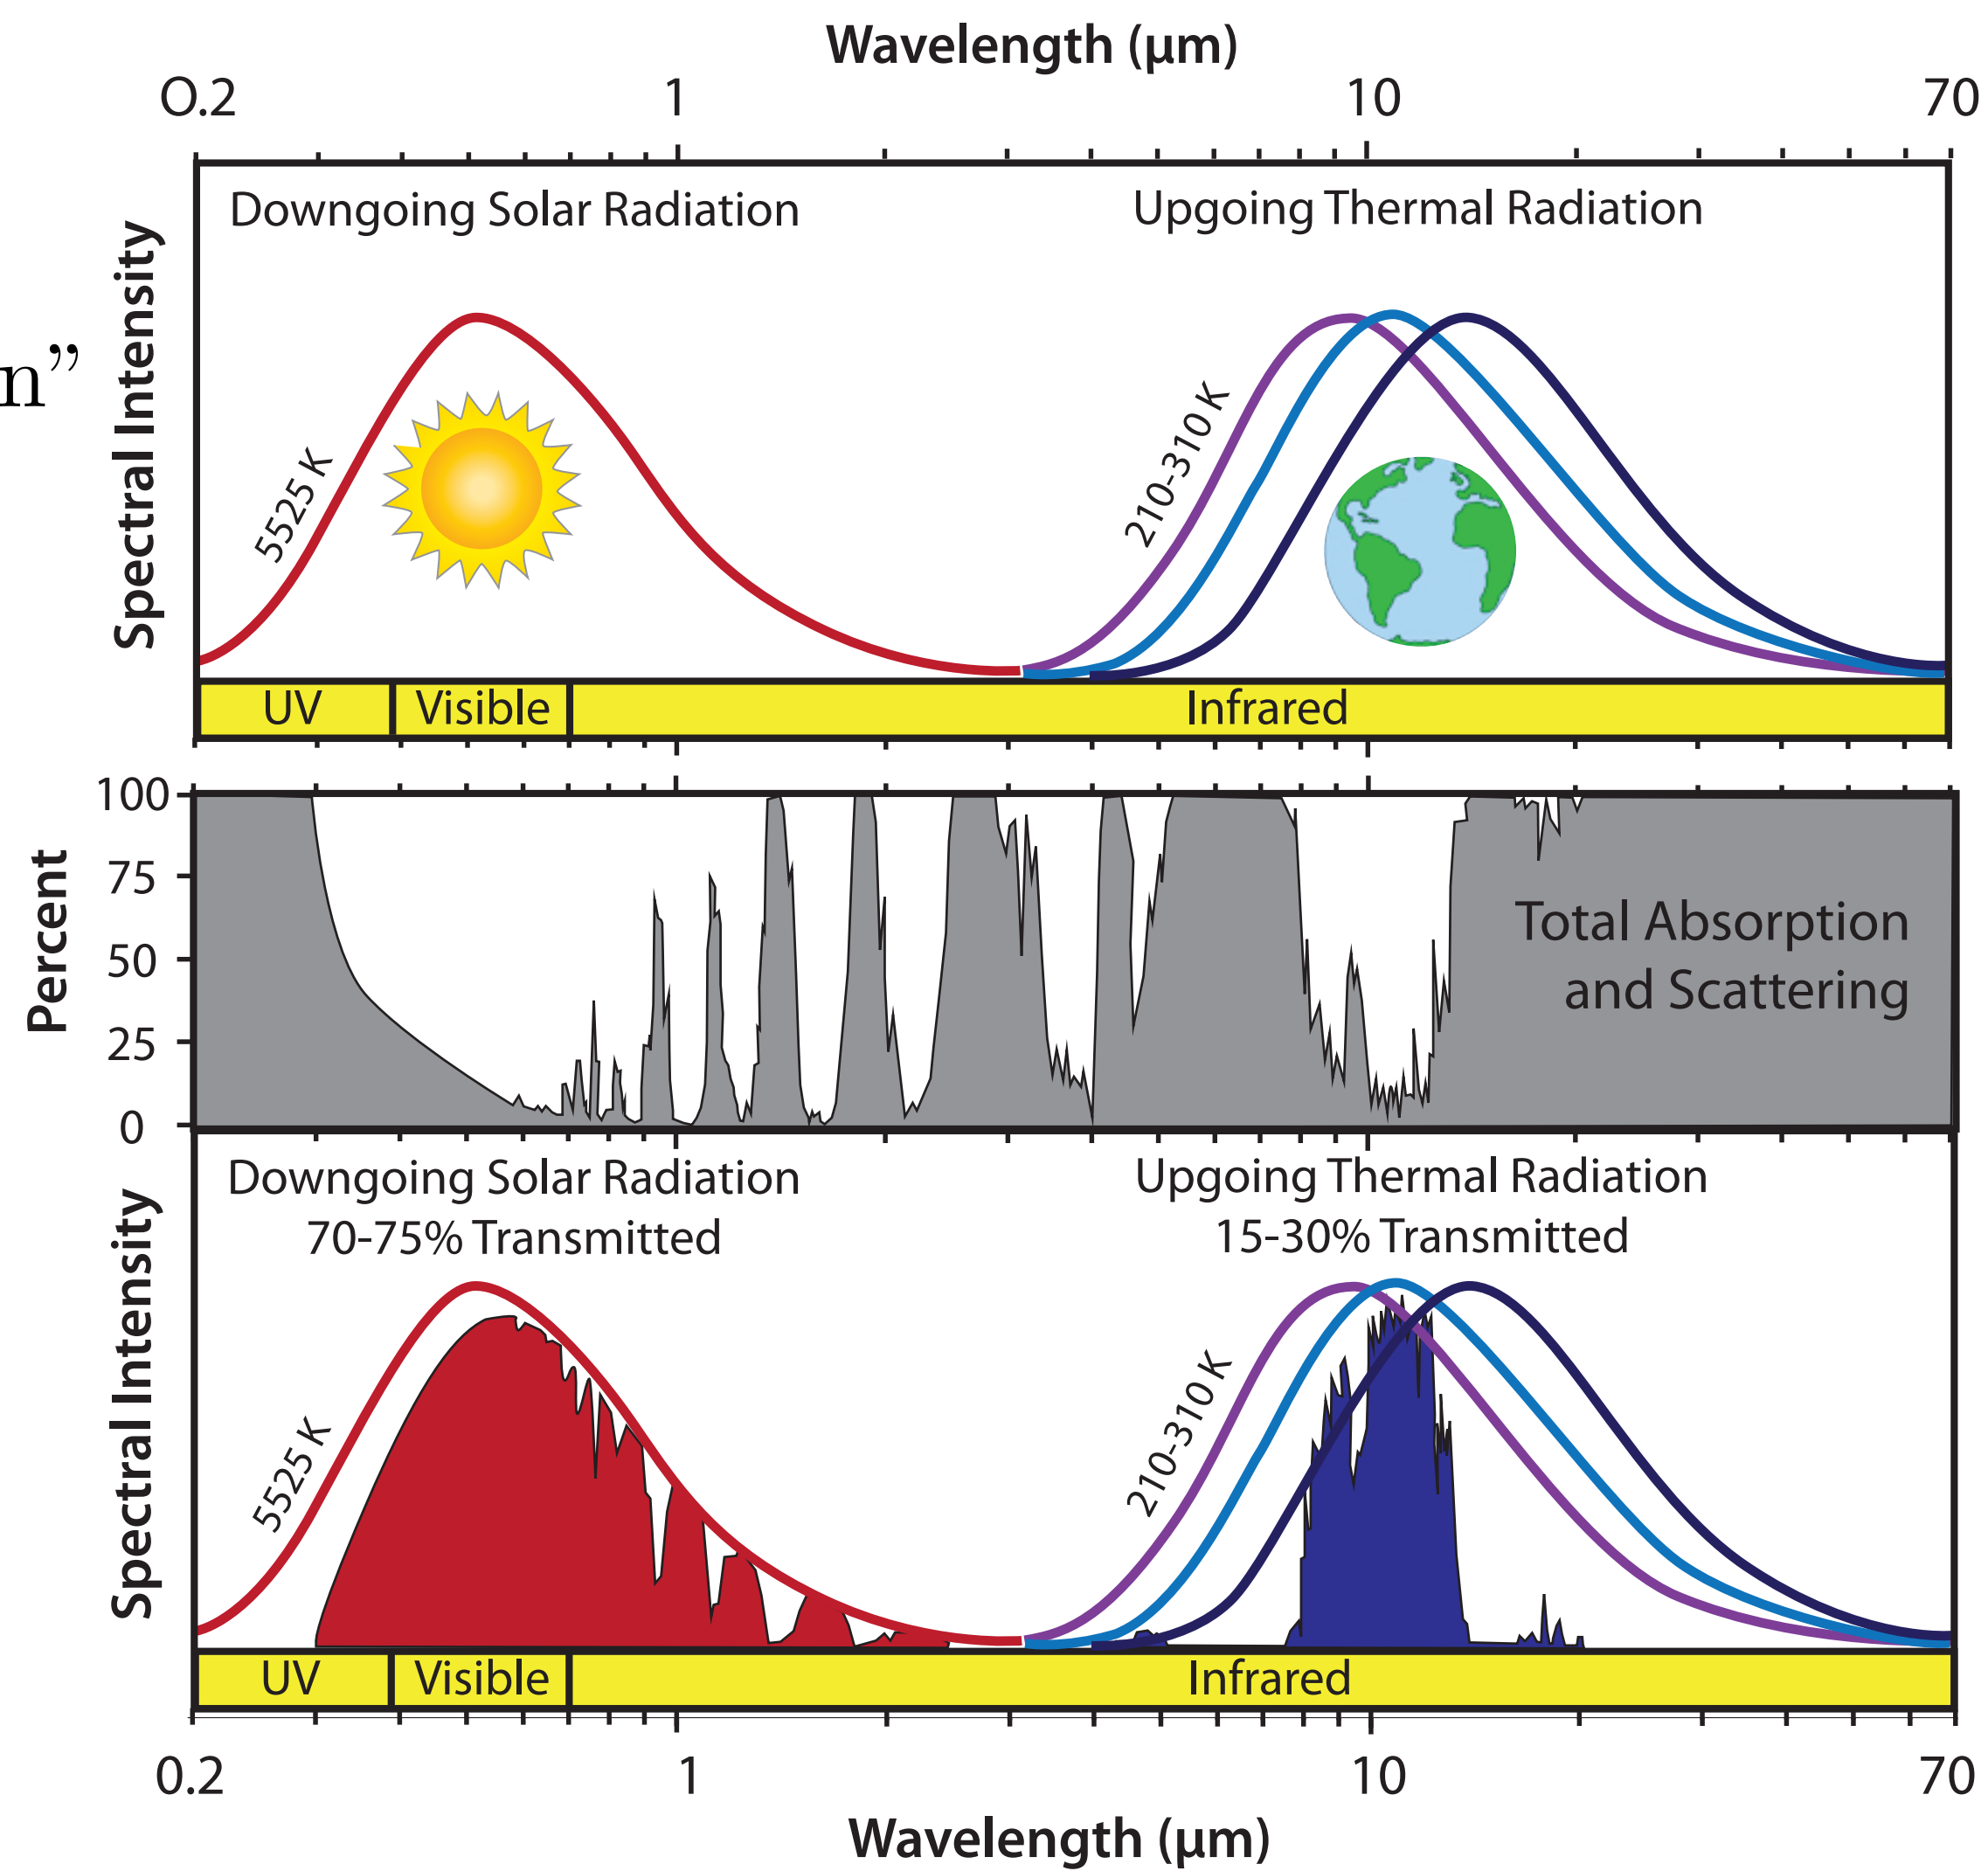 Wavelength (μm)
0.2 1 10 70
Downgoing Solar Radiation
Upgoing Thermal Radiation
Spectral Intensity
n”
5525 K
210-310 K
UV Visible Infrared
Percent
100
75
50
25
0
Total Absorption
and Scattering
Downgoing Solar Radiation
70-75% Transmitted
Upgoing Thermal Radiation
15-30% Transmitted
Spectral Intensity
5525 K
210-310 K
UV Visible Infrared
0.2 1 10 70
Wavelength (μm)